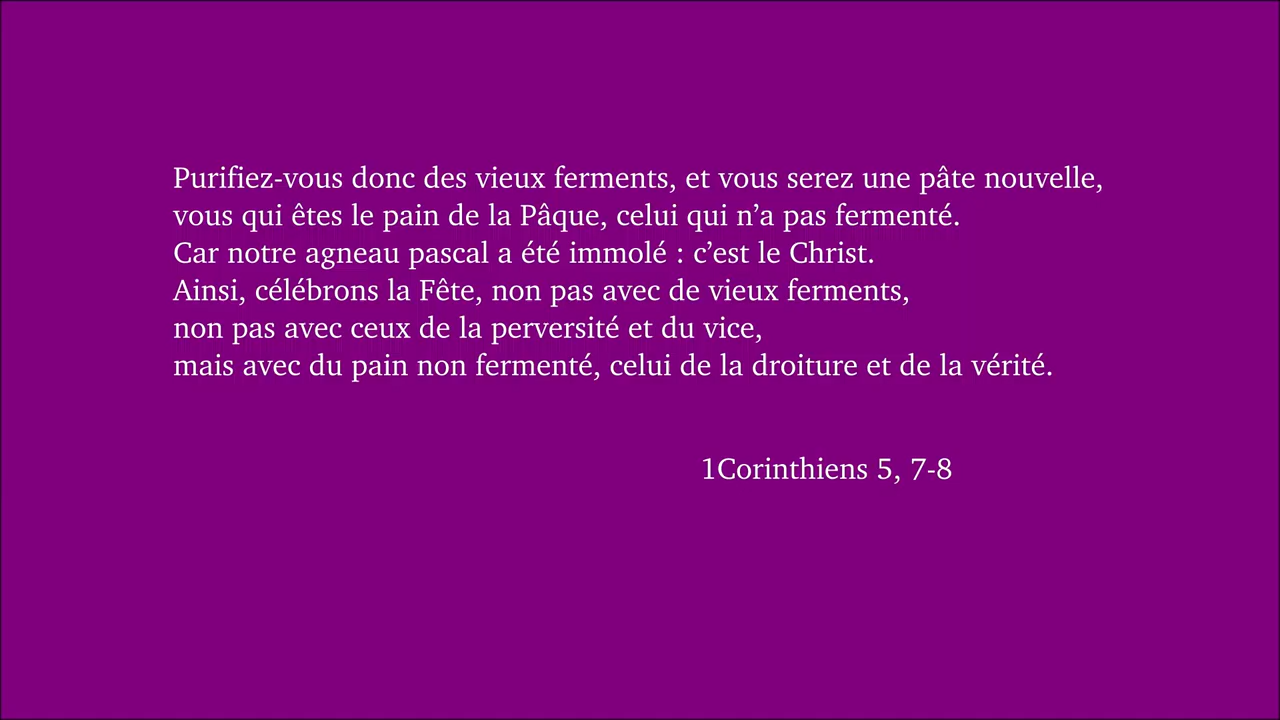 Purifiez-vous donc des vieux ferments, et vous serez une pâte nouvelle,
vous qui êtes le pain de la Pâque, celui qui n’a pas fermenté.
Car notre agneau pascal a été immolé : c’est le Christ.
Ainsi, célébrons la Fête, non pas avec de vieux ferments,
non pas avec ceux de la perversité et du vice,
mais avec du pain non fermenté, celui de la droiture et de la vérité.
1Corinthiens 5, 7-8